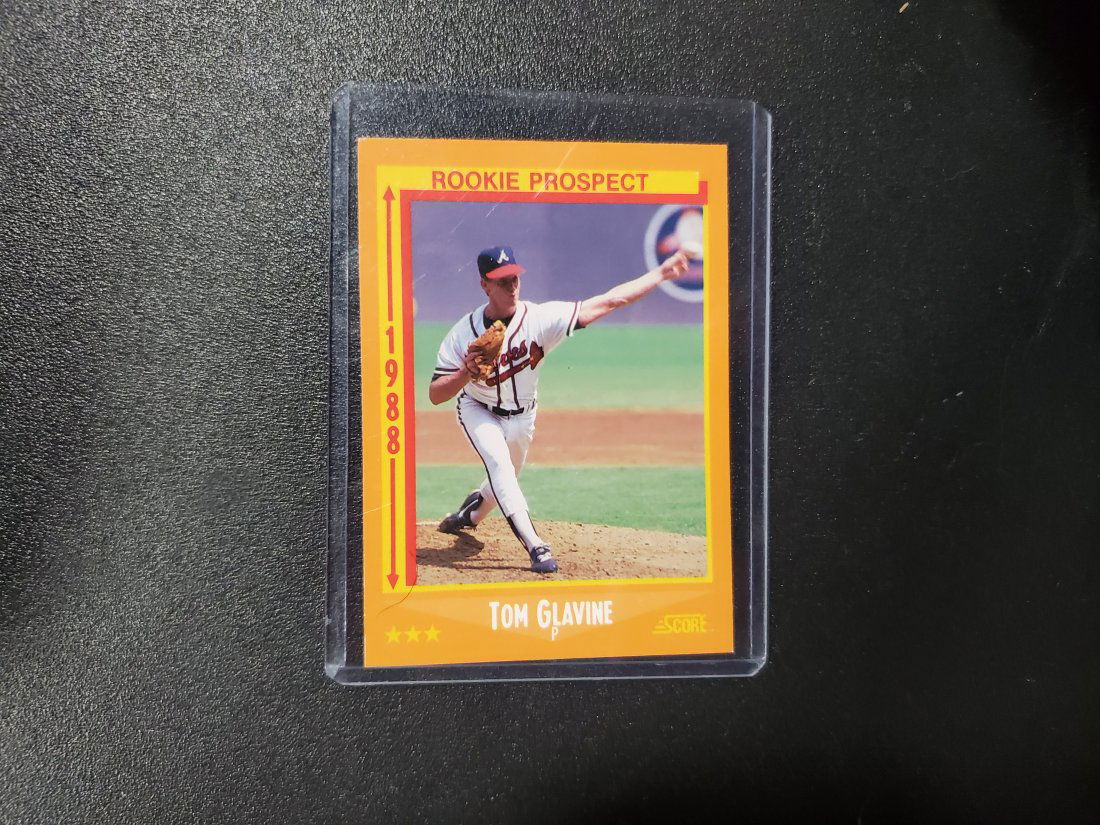 ROOKIE PROSPECT
1988
TOM GLAVINE
P
SCORE